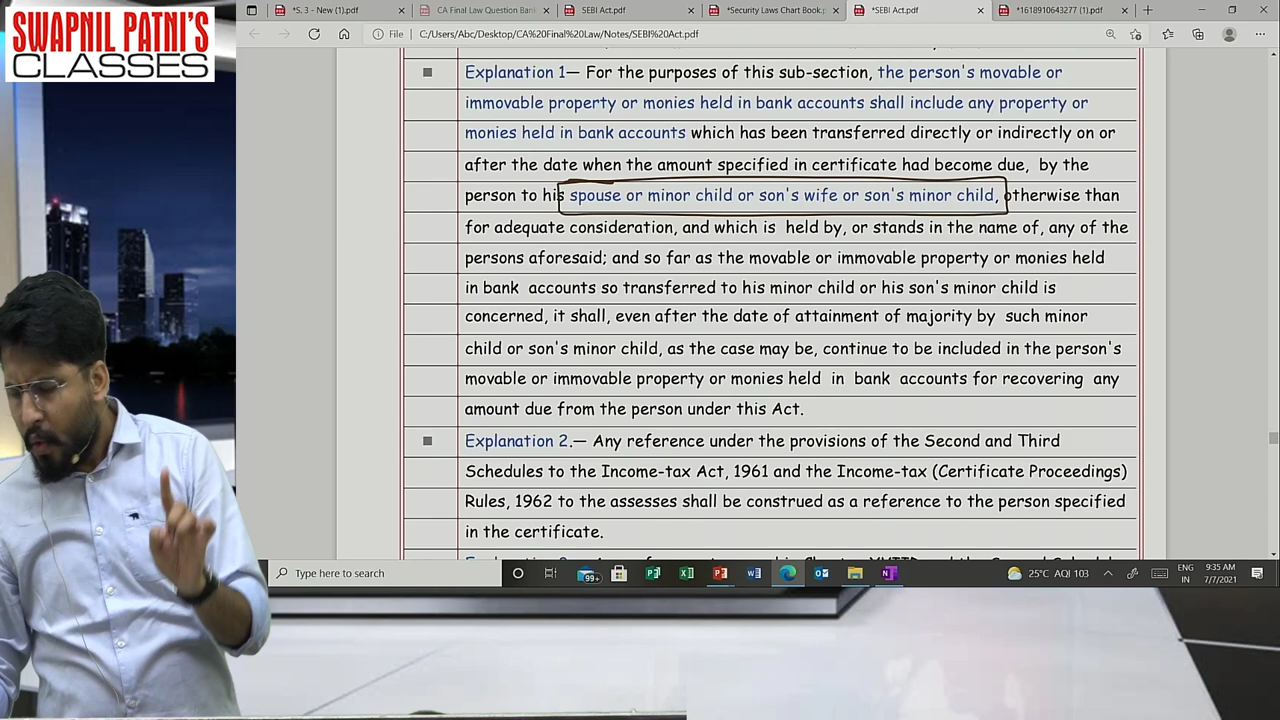 SWAPNIL PATNI'S
CLASSES
*S. 3 - New (1).pdf
CA Final Law Question Bank
SEBI Act.pdf
*Security Laws Chart Book.p
*SEBI Act.pdf
*1618910643277 (1).pdf
File
C:/Users/Abc/Desktop/CA%20Final%20Law/Notes/SEBI%20Act.pdf
Explanation 1— For the purposes of this sub-section, the person's movable or
immovable property or monies held in bank accounts shall include any property or
monies held in bank accounts which has been transferred directly or indirectly on or
after the date when the amount specified in certificate had become due, by the
person to his spouse or minor child or son's wife or son's minor child, otherwise than
for adequate consideration, and which is held by, or stands in the name of, any of the
persons aforesaid; and so far as the movable or immovable property or monies held
in bank accounts so transferred to his minor child or his son's minor child is
concerned, it shall, even after the date of attainment of majority by such minor
child or son's minor child, as the case may be, continue to be included in the person's
movable or immovable property or monies held in bank accounts for recovering any
amount due from the person under this Act.
Explanation 2.— Any reference under the provisions of the Second and Third
Schedules to the Income-tax Act, 1961 and the Income-tax (Certificate Proceedings)
Rules, 1962 to the assesses shall be construed as a reference to the person specified
in the certificate.
Type here to search
99+
25°C AQI 103
ENG
IN
9:35 AM
7/7/2021